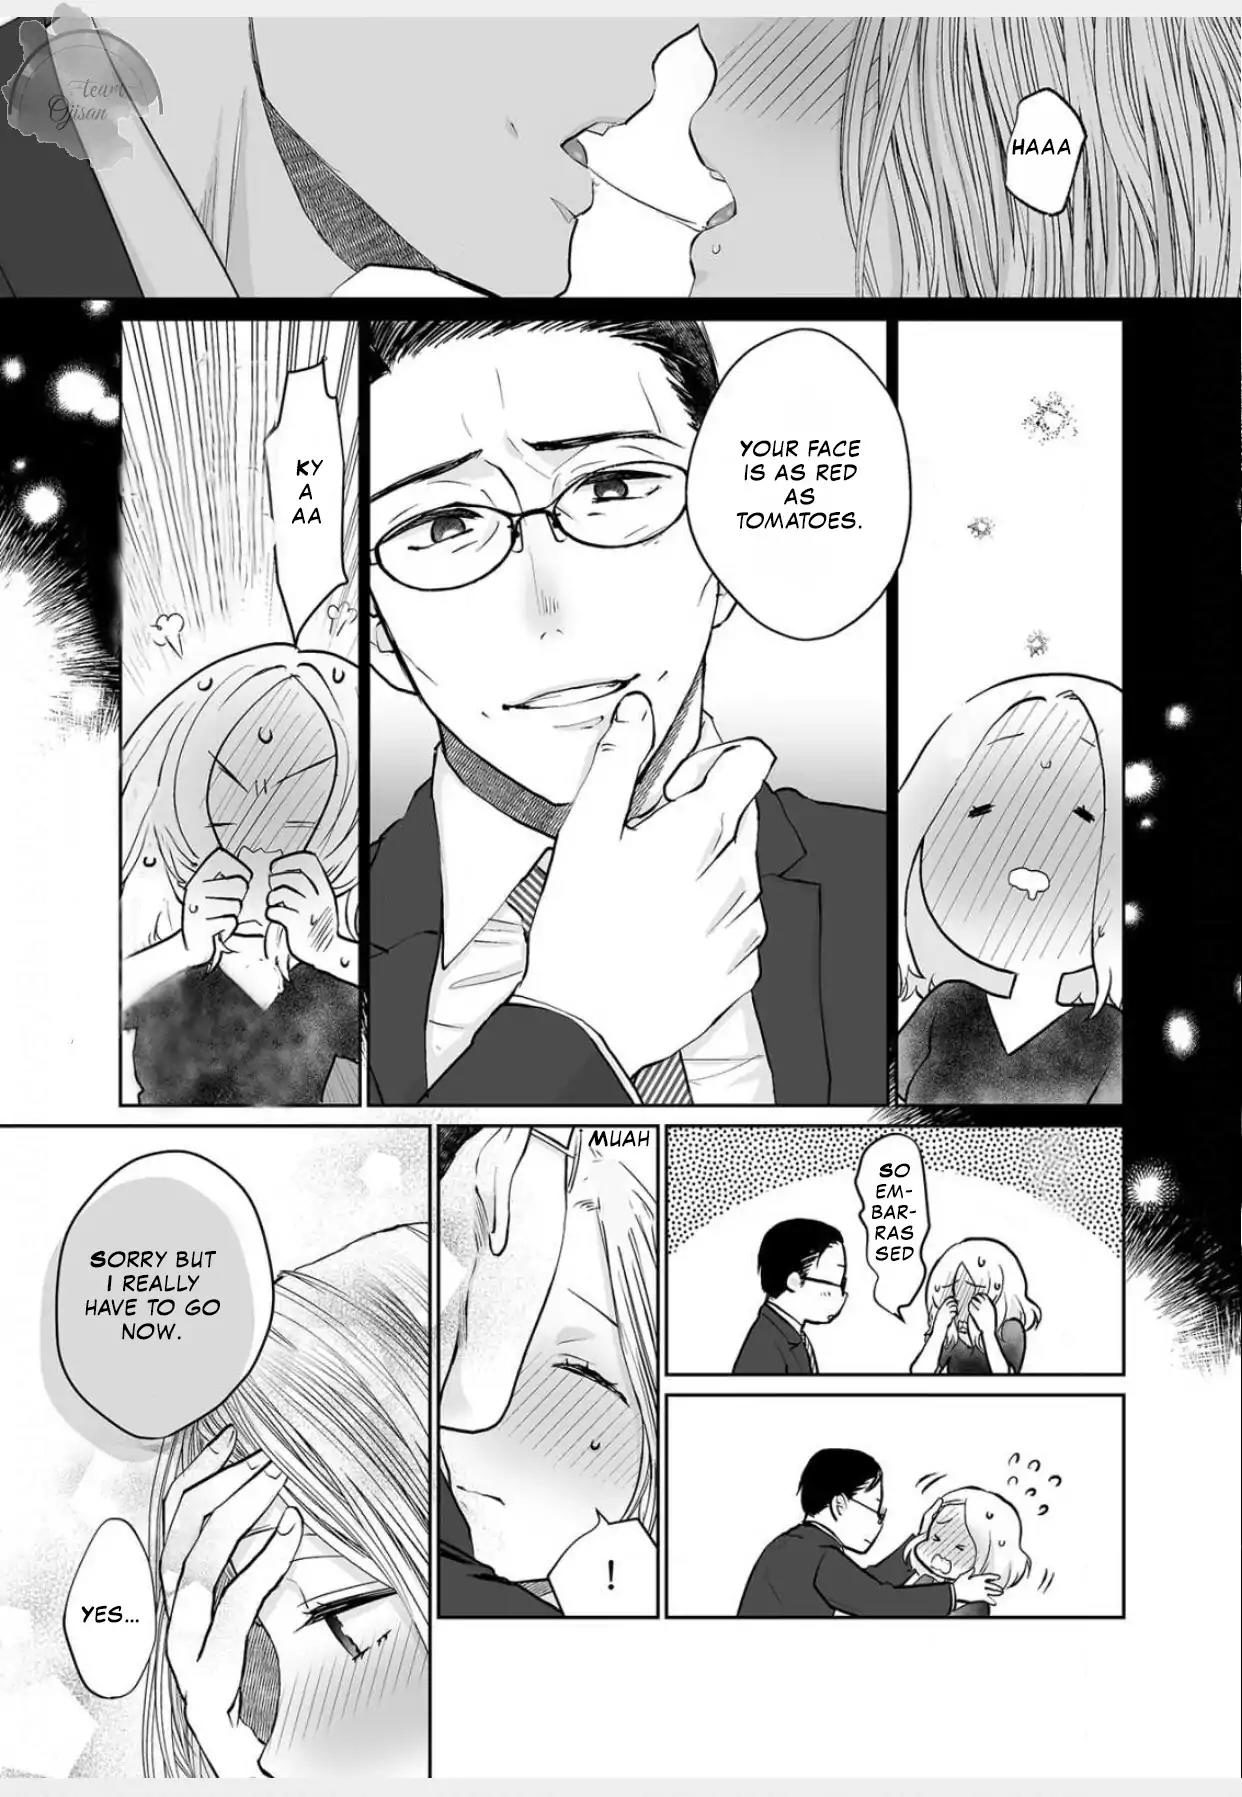 Heart
Ojisan
HAAA
YOUR FACE
IS AS RED
AS
TOMATOES.
KY
A
AA
SO
EM-
BAR-
RAS
SED
MUAH
!
SORRY BUT
I REALLY
HAVE TO GO
NOW.
YES...